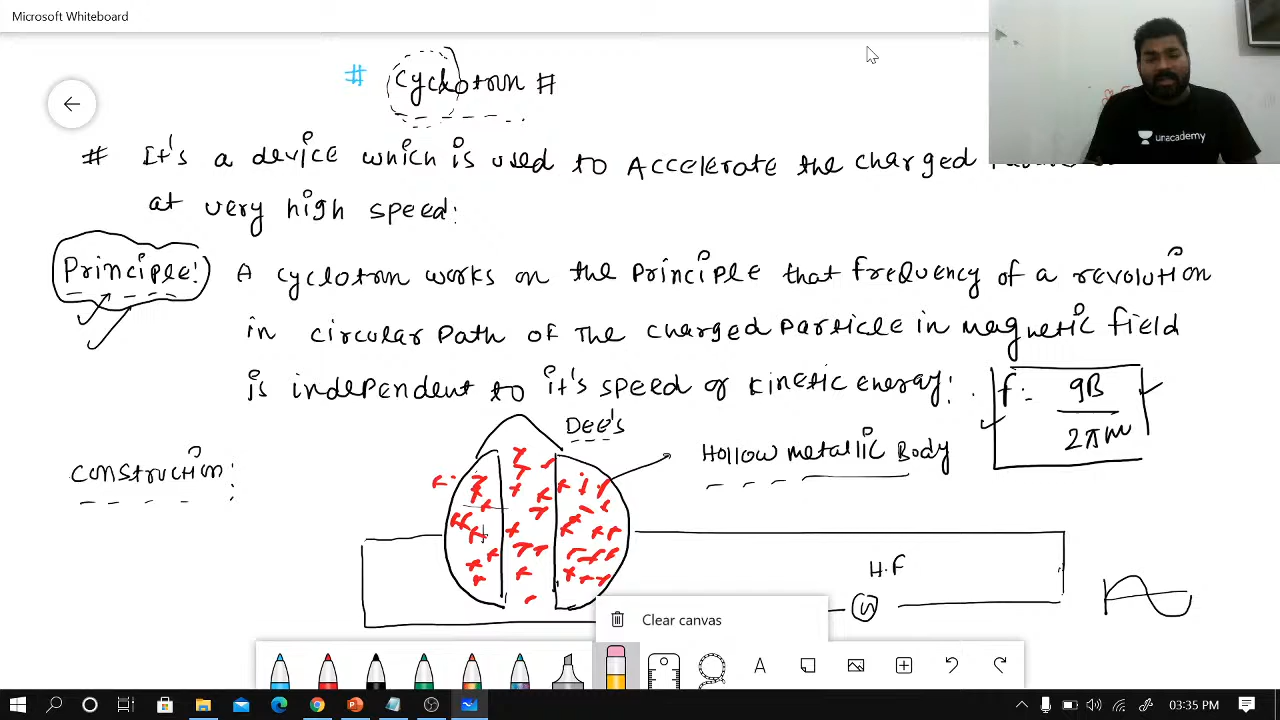 Microsoft Whiteboard
# Cyclotron #
unacademy
# It's a device which is used to Accelerate the charged
at very high speed:
Principle! A cyclotron works on the principle that frequency of a revolution
in circular path of the charged particle in magnetic field
is independent to it's speed or kinetic energy:
f = qB
2πm
Dee's
Hollow metallic Body
Construction:
H.F
Clear canvas
A
03:35 PM